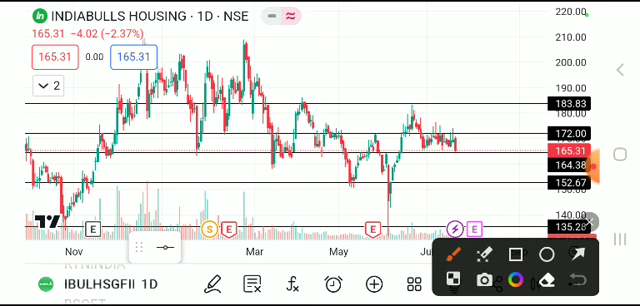 INDIABULLS HOUSING · 1D · NSE
165.31 −4.02 (−2.37%)
165.31 0.00 165.31
2
220.00
210.00
200.00
190.00
183.83
180.00
172.00
165.31
164.38
152.67
140.00
135.28
E S E E E
Nov Mar May
IBULHSGFII 1D